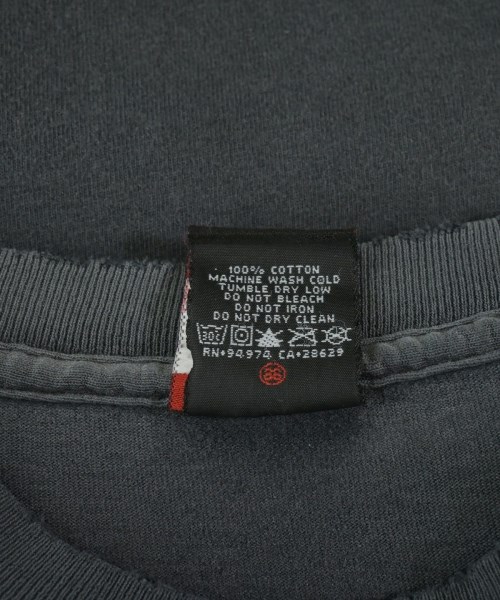 100% COTTON
MACHINE WASH COLD
TUMBLE DRY LOW
DO NOT BLEACH
DO NOT IRON
DO NOT DRY CLEAN
30°
RN*94974 CA*28629